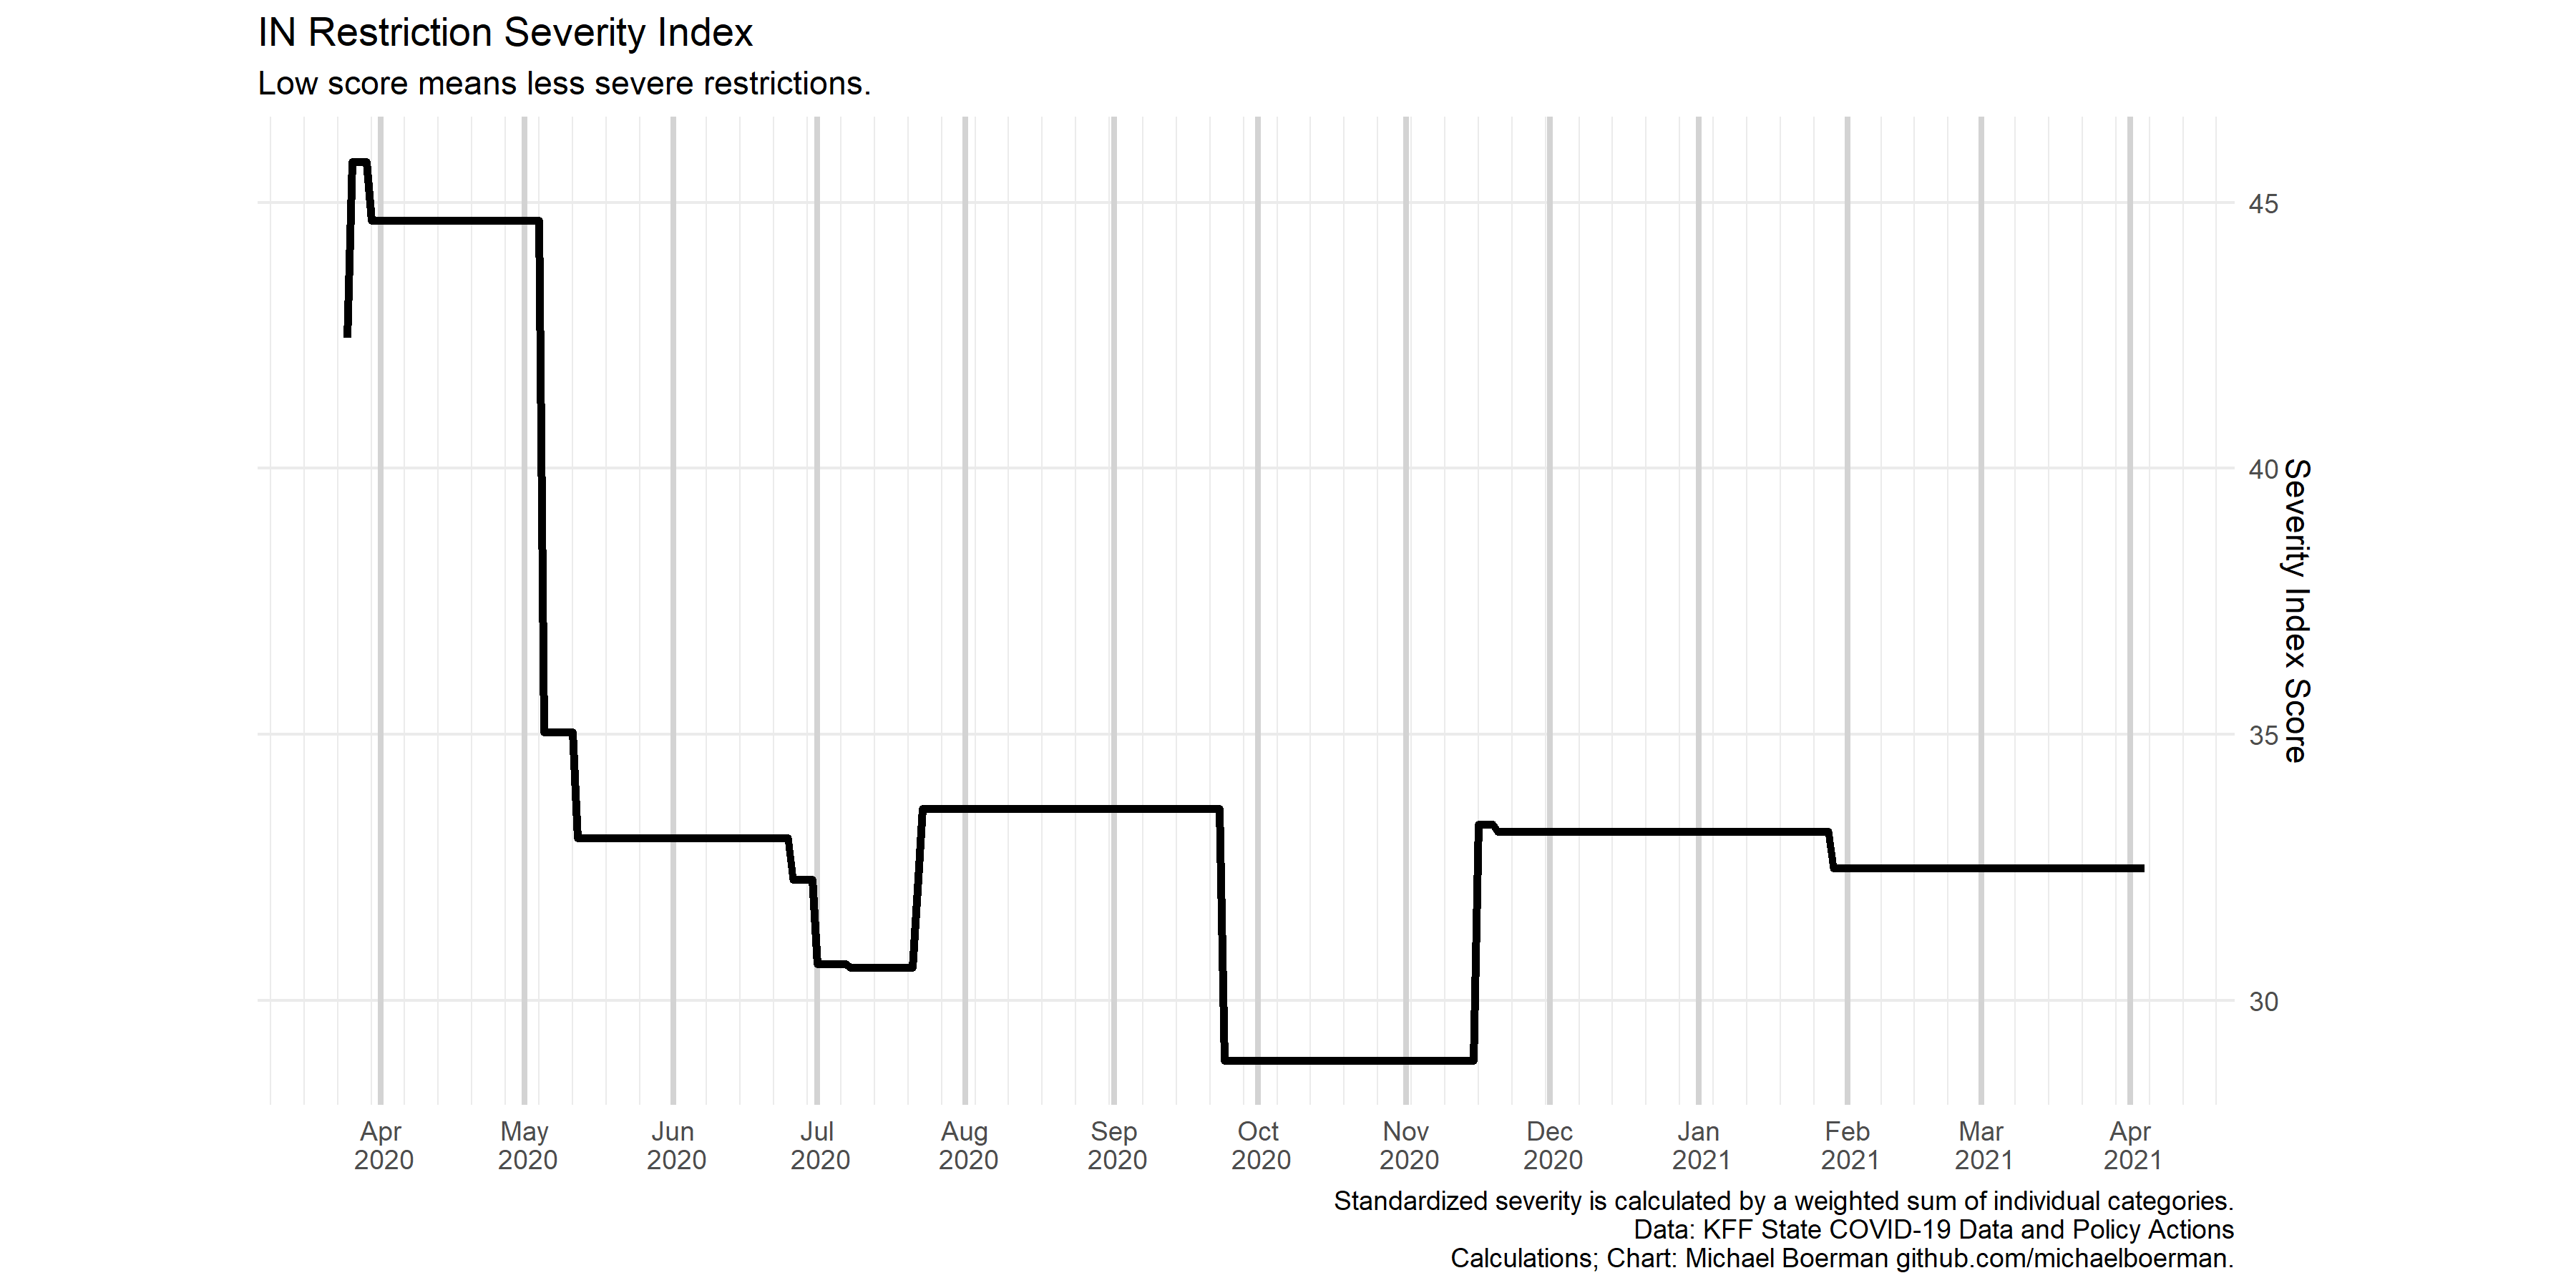 IN Restriction Severity Index
Low score means less severe restrictions.
45
40
35
30
Severity Index Score
Apr 2020
May 2020
Jun 2020
Jul 2020
Aug 2020
Sep 2020
Oct 2020
Nov 2020
Dec 2020
Jan 2021
Feb 2021
Mar 2021
Apr 2021
Standardized severity is calculated by a weighted sum of individual categories.
Data: KFF State COVID-19 Data and Policy Actions
Calculations; Chart: Michael Boerman github.com/michaelboerman.